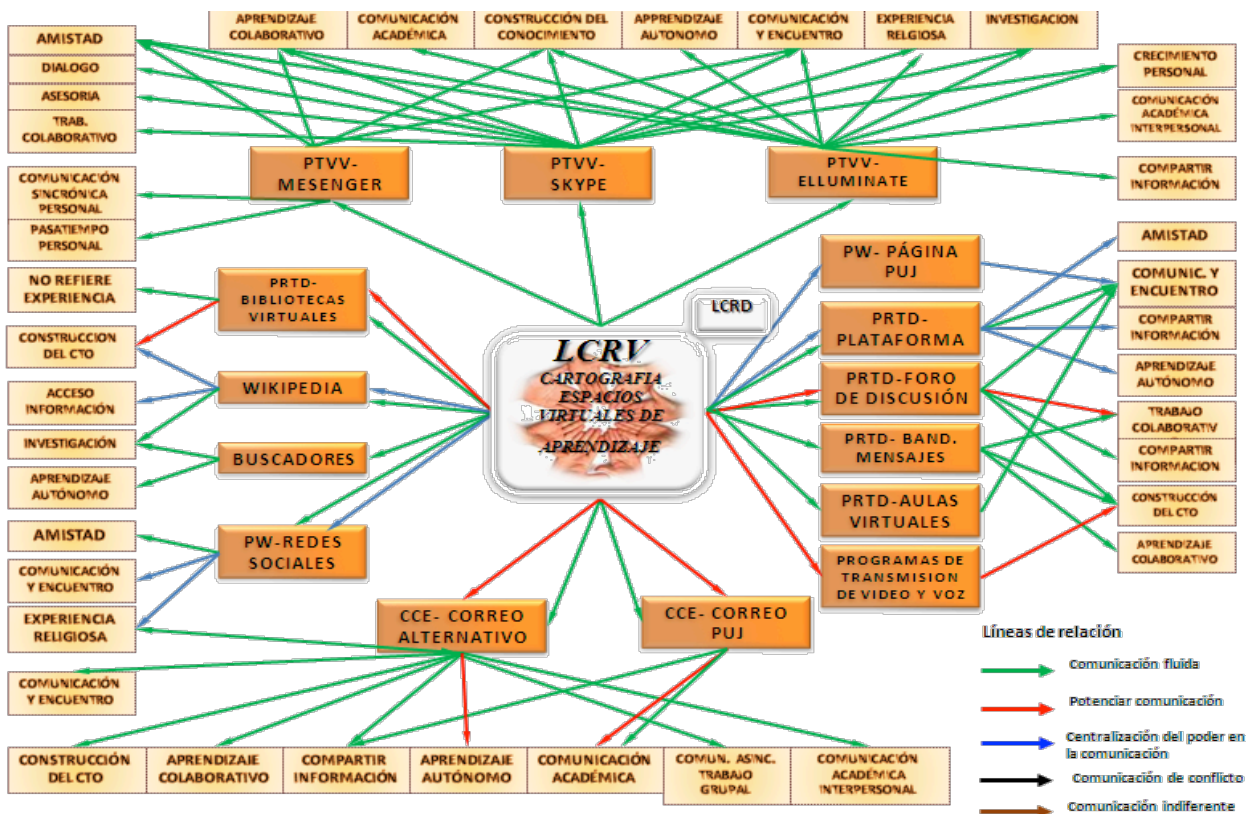 APRENDIZAJE
COLABORATIVO
COMUNICACIÓN
ACADÉMICA
CONSTRUCCIÓN DEL
CONOCIMIENTO
APPRENDIZAJE
AUTONOMO
COMUNICACIÓN
Y ENCUENTRO
EXPERIENCIA
RELGIOSA
INVESTIGACION
AMISTAD
DIALOGO
ASESORIA
TRAB.
COLABORATIVO
COMUNICACIÓN
SINCRÓNICA
PERSONAL
PASATIEMPO
PERSONAL
NO REFIERE
EXPERIENCIA
CONSTRUCCION
DEL CTO
ACCESO
INFORMACIÓN
INVESTIGACIÓN
APRENDIZAJE
AUTÓNOMO
AMISTAD
COMUNICACIÓN
Y ENCUENTRO
EXPERIENCIA
RELIGIOSA
COMUNICACIÓN
Y ENCUENTRO
PTVV-
MESENGER
PTVV-
SKYPE
PTVV-
ELLUMINATE
PRTD-
BIBLIOTECAS
VIRTUALES
WIKIPEDIA
BUSCADORES
PW-REDES
SOCIALES
LCRD
LCRV
CARTOGRAFIA
ESPACIOS
VIRTUALES DE
APRENDIZAJE
PW- PÁGINA
PUJ
PRTD-
PLATAFORMA
PRTD-FORO
DE DISCUSIÓN
PRTD- BAND.
MENSAJES
PRTD-AULAS
VIRTUALES
PROGRAMAS DE
TRANSMISION
DE VIDEO Y VOZ
CCE- CORREO
ALTERNATIVO
CCE- CORREO
PUJ
CRECIMIENTO
PERSONAL
COMUNICACIÓN
ACADÉMICA
INTERPERSONAL
COMPARTIR
INFORMACIÓN
AMISTAD
COMUNIC. Y
ENCUENTRO
COMPARTIR
INFORMACIÓN
APRENDIZAJE
AUTÓNOMO
TRABAJO
COLABORATIV
COMPARTIR
INFORMACION
CONSTRUCCIÓN
DEL CTO
APRENDIZAJE
COLABORATIVO
Líneas de relación
Comunicación fluida
Potenciar comunicación
Centralización del poder en
la comunicación
Comunicación de conflicto
Comunicación indiferente
CONSTRUCCIÓN
DEL CTO
APRENDIZAJE
COLABORATIVO
COMPARTIR
INFORMACIÓN
APRENDIZAJE
AUTÓNOMO
COMUNICACIÓN
ACADÉMICA
COMUN. ASINC.
TRABAJO
GRUPAL
COMUNICACIÓN
ACADÉMICA
INTERPERSONAL